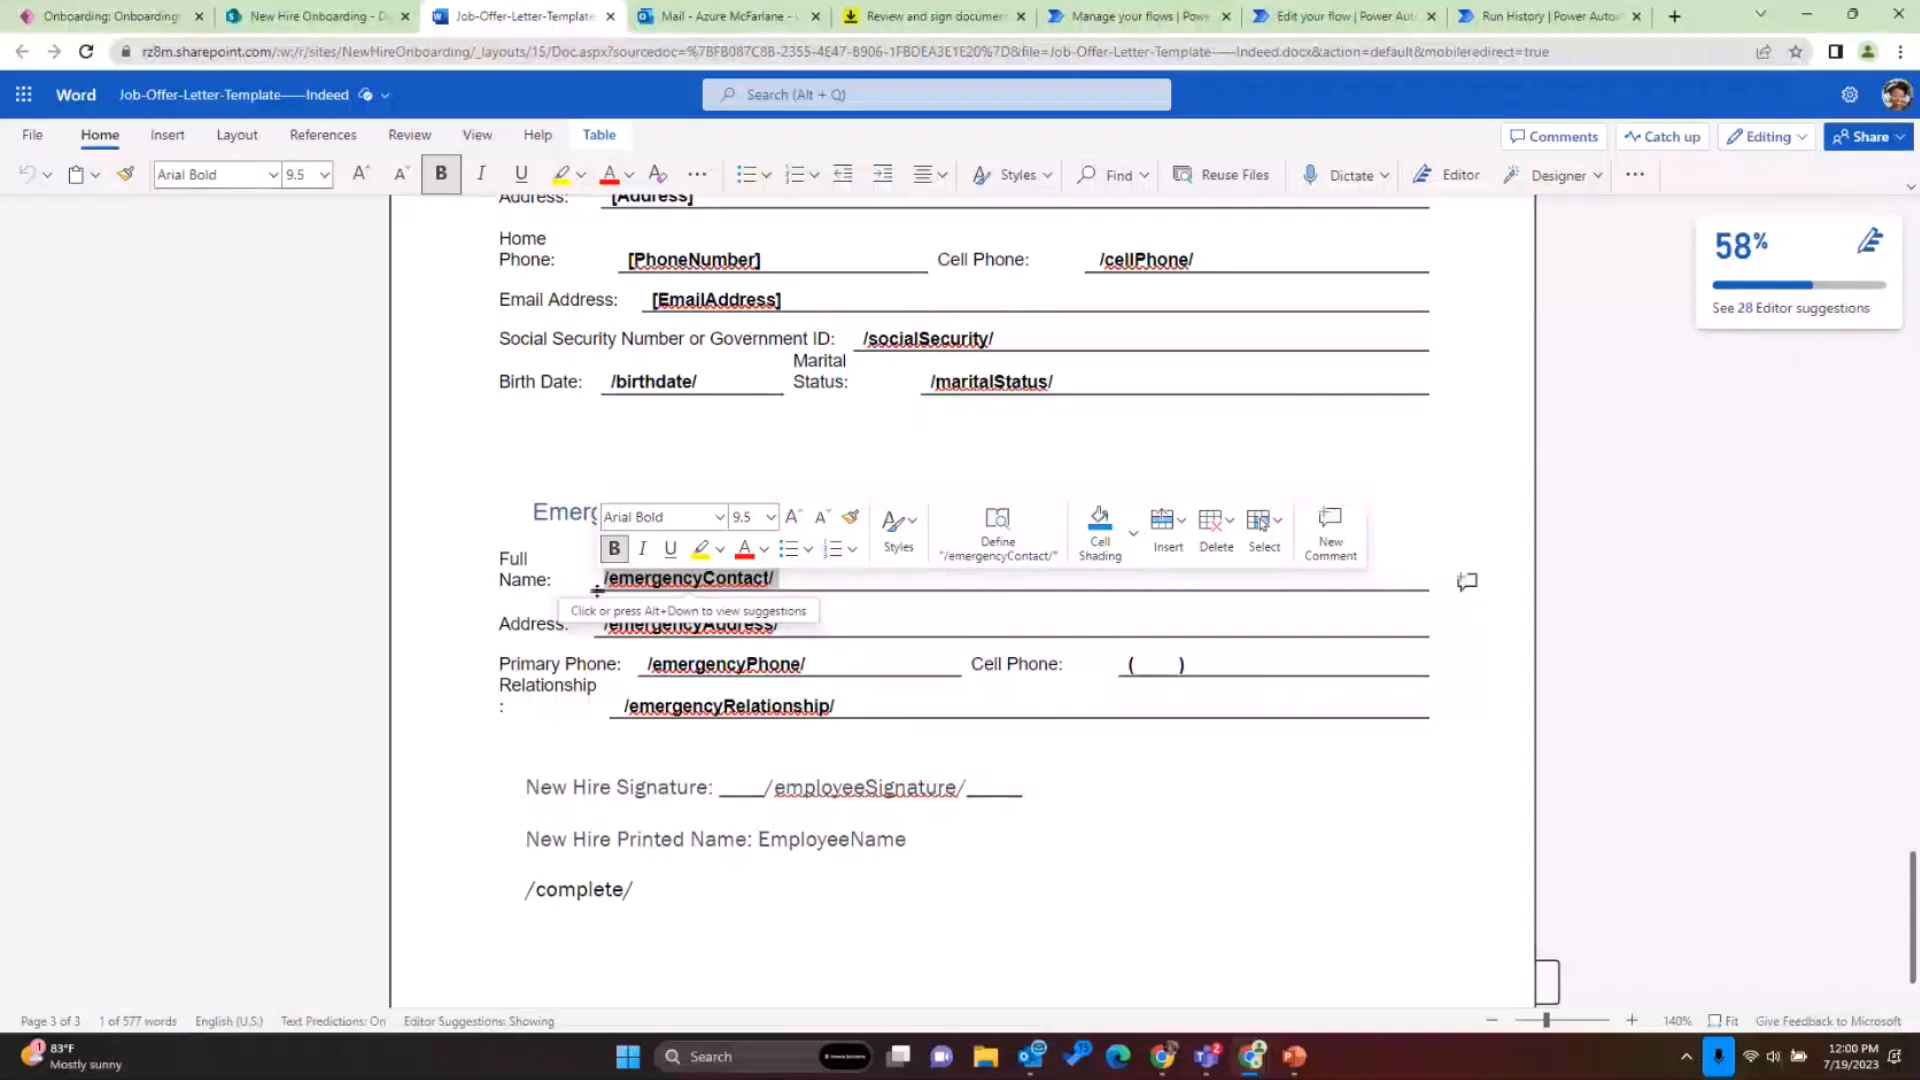 Onboarding: Onboarding
New Hire Onboarding - D
Job-Offer-Letter-Template
Mail - Azure McFarlane -
Review and sign documen
Manage your flows | Powe
Edit your flow | Power Aut
Run History | Power Autom
rz8m.sharepoint.com/:w:/r/sites/NewHireOnboarding/_layouts/15/Doc.aspx?sourcedoc=%7BFB087C8B-2355-4E47-B906-1FBDEA3E1E20%7D&file=Job-Offer-Letter-Template-----Indeed.docx&action=default&mobileredirect=true
Word
Job-Offer-Letter-Template-----Indeed
Search (Alt + Q)
File Home Insert Layout References Review View Help Table
Comments Catch up Editing Share
Arial Bold 9.5 B I U A Styles Find Reuse Files Dictate Editor Designer
Address: [Address]
Home
Phone: [PhoneNumber] Cell Phone: /cellPhone/
Email Address: [EmailAddress]
Social Security Number or Government ID: /socialSecurity/
Marital
Birth Date: /birthdate/ Status: /maritalStatus/
58%
See 28 Editor suggestions
Emerg
Arial Bold 9.5
B I U A Styles
Define
"/emergencyContact/"
Cell
Shading
Insert Delete Select
New
Comment
Full
Name: /emergencyContact/
Click or press Alt+Down to view suggestions
Address: /emergencyAddress/
Primary Phone: /emergencyPhone/ Cell Phone: (____)
Relationship
: /emergencyRelationship/
New Hire Signature: ____/employeeSignature/_____
New Hire Printed Name: EmployeeName
/complete/
Page 3 of 3 1 of 577 words English (U.S.) Text Predictions: On Editor Suggestions: Showing
140% Fit Give Feedback to Microsoft
83°F
Mostly sunny
Search
12:00 PM
7/19/2023